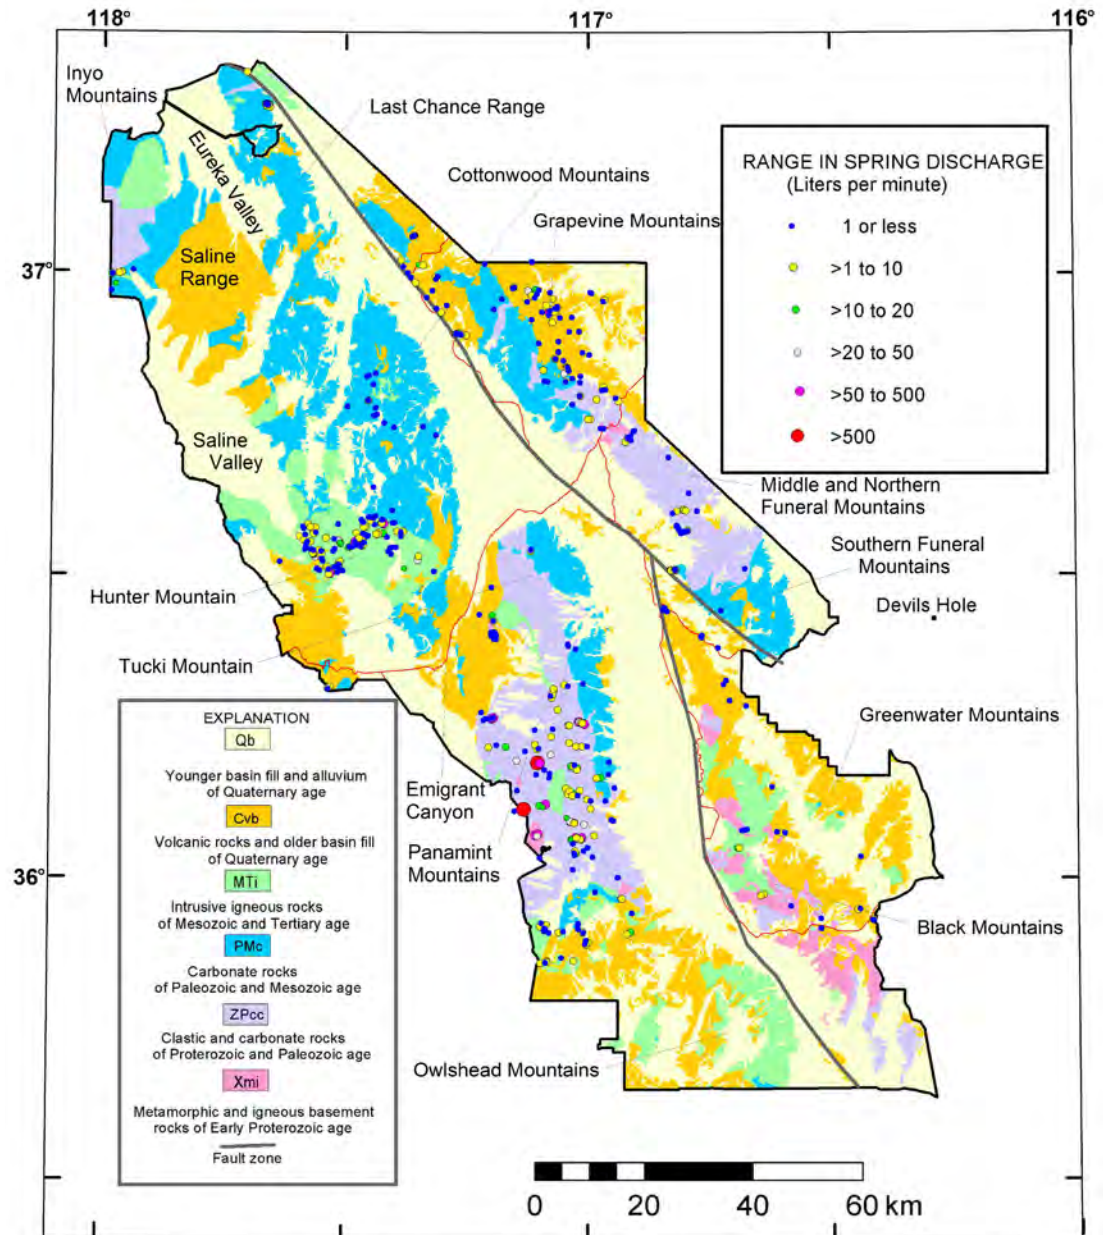 118°
117°
116°
Inyo
Mountains
Last Chance Range
Eureka Valley
Cottonwood Mountains
Grapevine Mountains
RANGE IN SPRING DISCHARGE
(Liters per minute)
1 or less
>1 to 10
>10 to 20
>20 to 50
>50 to 500
>500
37°
Saline
Range
Saline
Valley
Middle and Northern
Funeral Mountains
Southern Funeral
Mountains
Devils Hole
Hunter Mountain
Tucki Mountain
Greenwater Mountains
Emigrant
Canyon
Panamint
Mountains
36°
Black Mountains
Owlshead Mountains
EXPLANATION
Qb
Younger basin fill and alluvium
of Quaternary age
Cvb
Volcanic rocks and older basin fill
of Quaternary age
MTi
Intrusive igneous rocks
of Mesozoic and Tertiary age
PMc
Carbonate rocks
of Paleozoic and Mesozoic age
ZPcc
Clastic and carbonate rocks
of Proterozoic and Paleozoic age
Xmi
Metamorphic and igneous basement
rocks of Early Proterozoic age
Fault zone
0 20 40 60 km